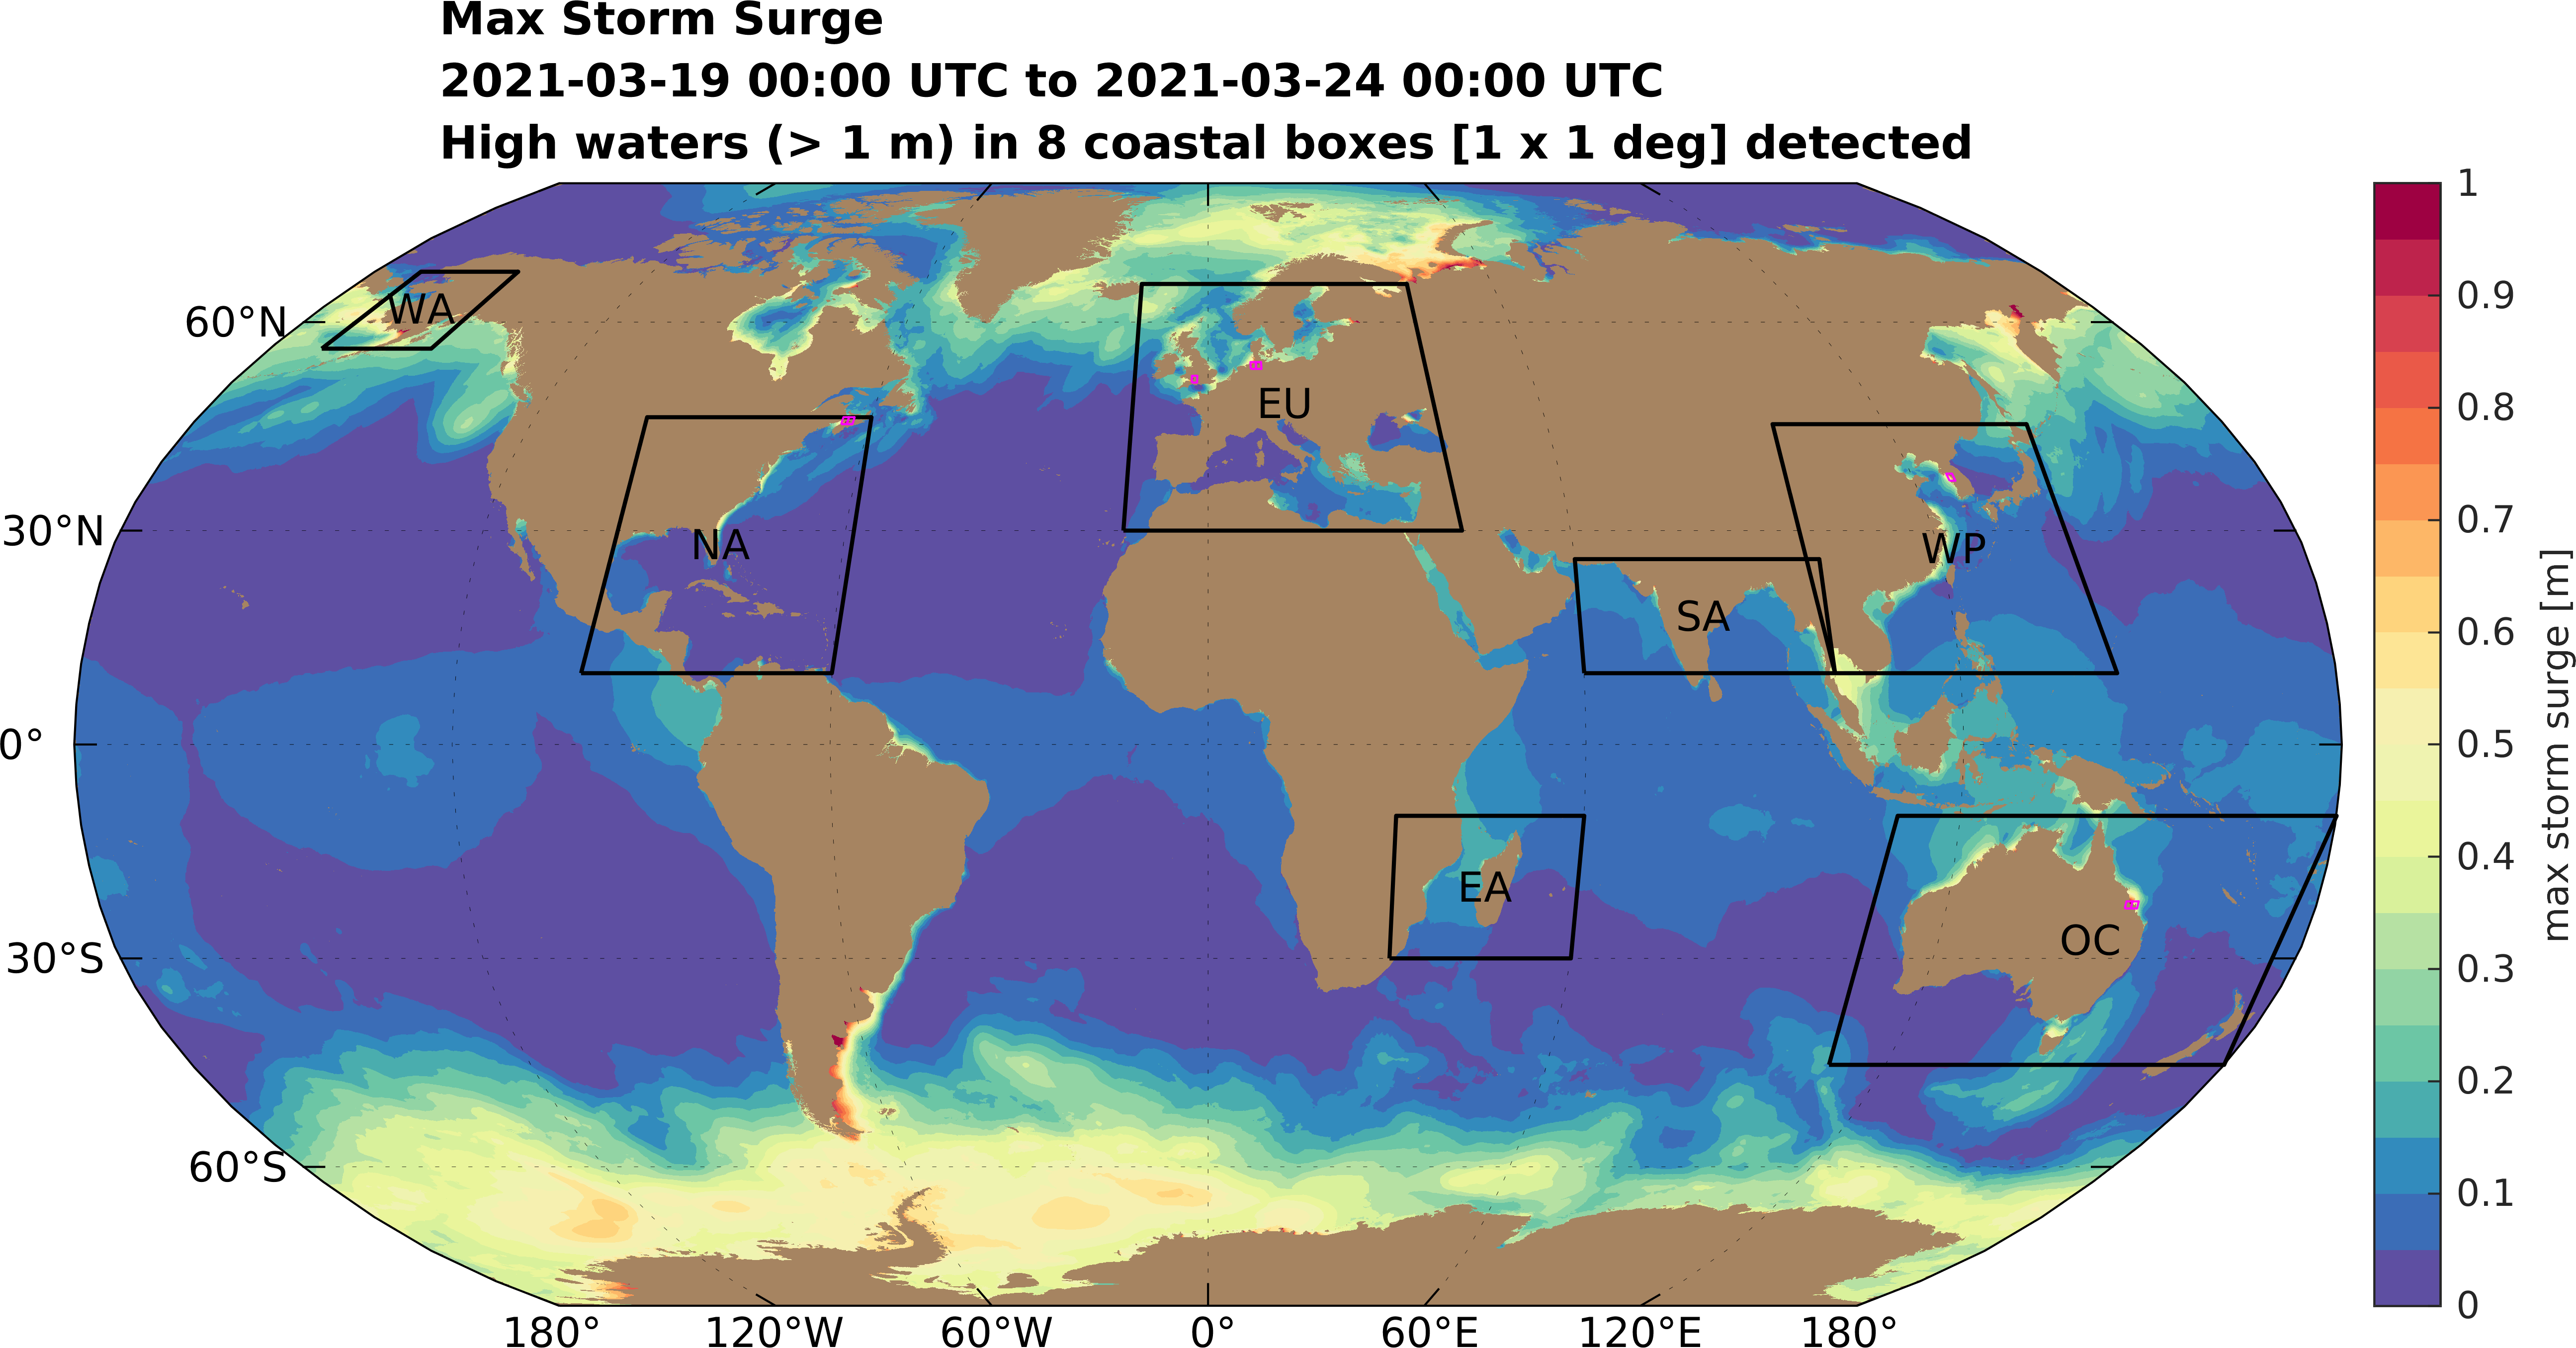 Max Storm Surge
2021-03-19 00:00 UTC to 2021-03-24 00:00 UTC
High waters (> 1 m) in 8 coastal boxes [1 x 1 deg] detected
60°N
30°N
0°
30°S
60°S
WA
NA
EU
SA
WP
EA
OC
180°
120°W
60°W
0°
60°E
120°E
180°
1
0.9
0.8
0.7
0.6
0.5
0.4
0.3
0.2
0.1
0
max storm surge [m]